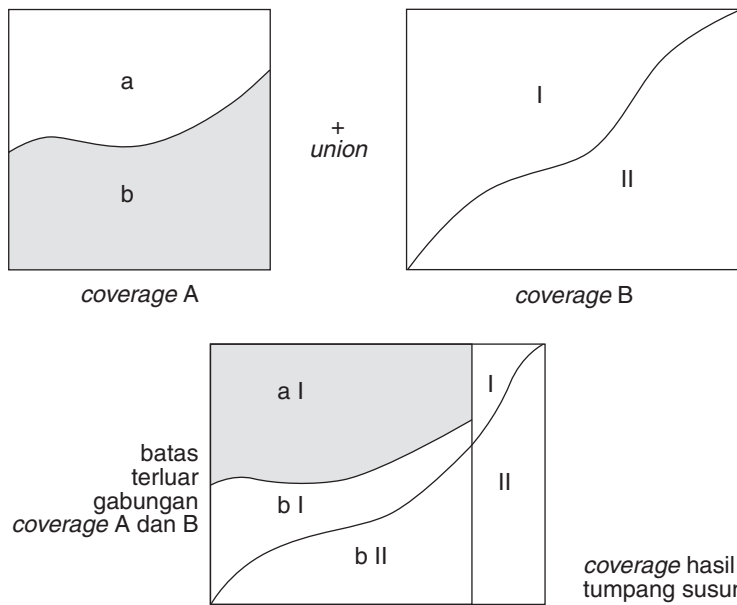 a
b
coverage A
+
union
I
II
coverage B
a I
b I
b II
I
II
batas
terluar
gabungan
coverage A dan B
coverage hasil
tumpang susun